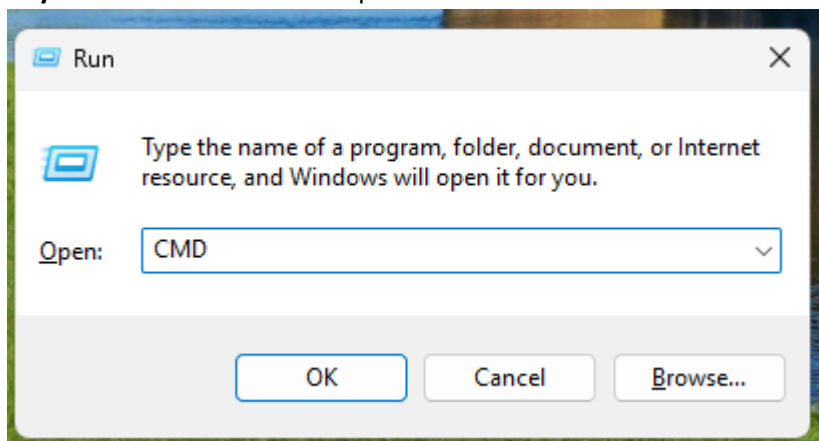 Run
Type the name of a program, folder, document, or Internet
resource, and Windows will open it for you.
Open: CMD
OK Cancel Browse...